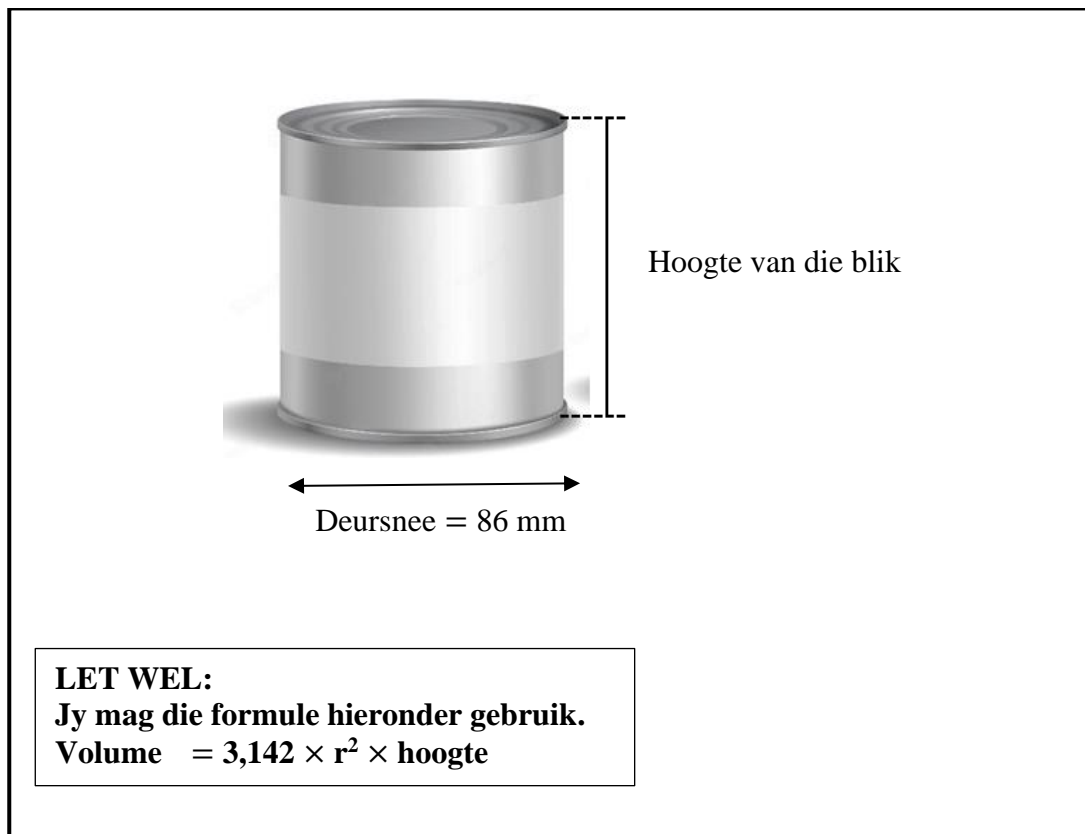 Hoogte van die blik
Deursnee = 86 mm
LET WEL:
Jy mag die formule hieronder gebruik.
Volume = 3,142 × r² × hoogte